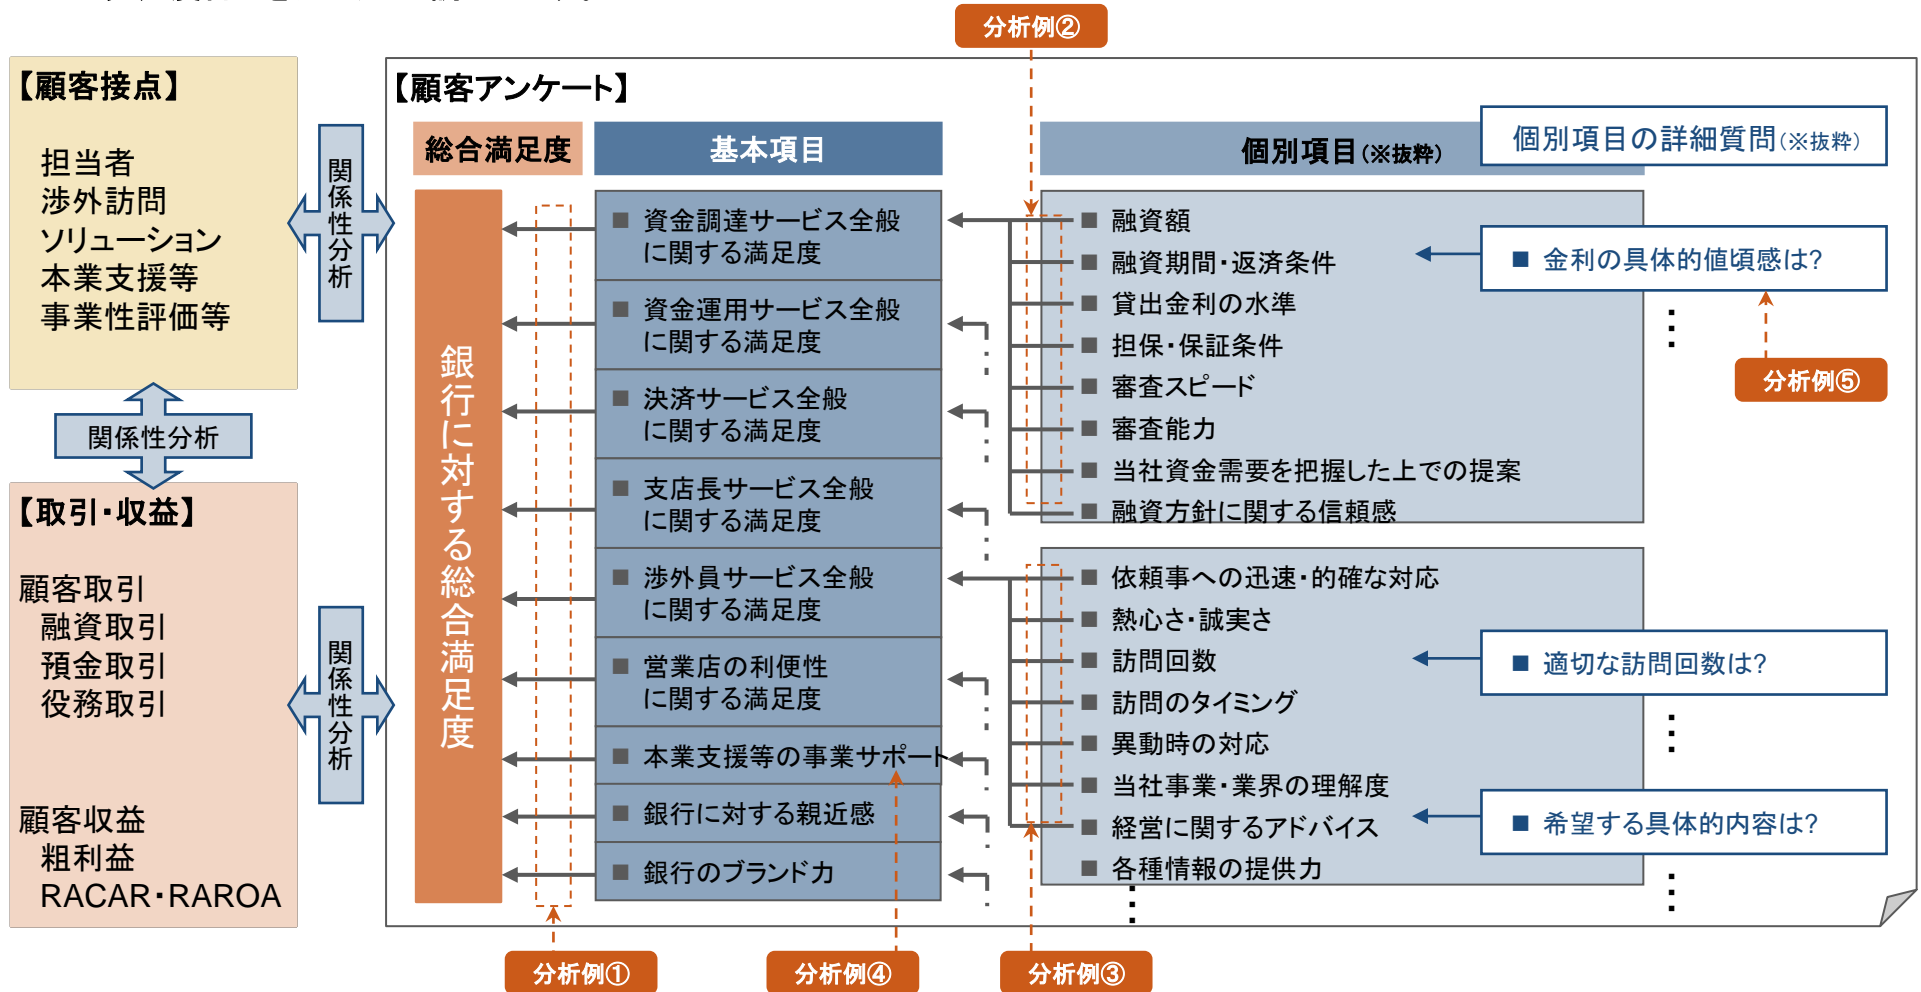 分析例②
【顧客接点】
担当者
渉外訪問
ソリューション
本業支援等
事業性評価等
関係性分析
関係性分析
【取引・収益】
顧客取引
融資取引
預金取引
役務取引
顧客収益
粗利益
RACAR・RAROA
関係性分析
【顧客アンケート】
総合満足度
銀行に対する総合満足度
基本項目
■ 資金調達サービス全般
に関する満足度
■ 資金運用サービス全般
に関する満足度
■ 決済サービス全般
に関する満足度
■ 支店長サービス全般
に関する満足度
■ 渉外員サービス全般
に関する満足度
■ 営業店の利便性
に関する満足度
■ 本業支援等の事業サポート
■ 銀行に対する親近感
■ 銀行のブランド力
個別項目(※抜粋)
■ 融資額
■ 融資期間・返済条件
■ 貸出金利の水準
■ 担保・保証条件
■ 審査スピード
■ 審査能力
■ 当社資金需要を把握した上での提案
■ 融資方針に関する信頼感
■ 依頼事への迅速・的確な対応
■ 熱心さ・誠実さ
■ 訪問回数
■ 訪問のタイミング
■ 異動時の対応
■ 当社事業・業界の理解度
■ 経営に関するアドバイス
■ 各種情報の提供力
個別項目の詳細質問(※抜粋)
■ 金利の具体的値頃感は?
分析例⑤
■ 適切な訪問回数は?
■ 希望する具体的内容は?
分析例①
分析例④
分析例③